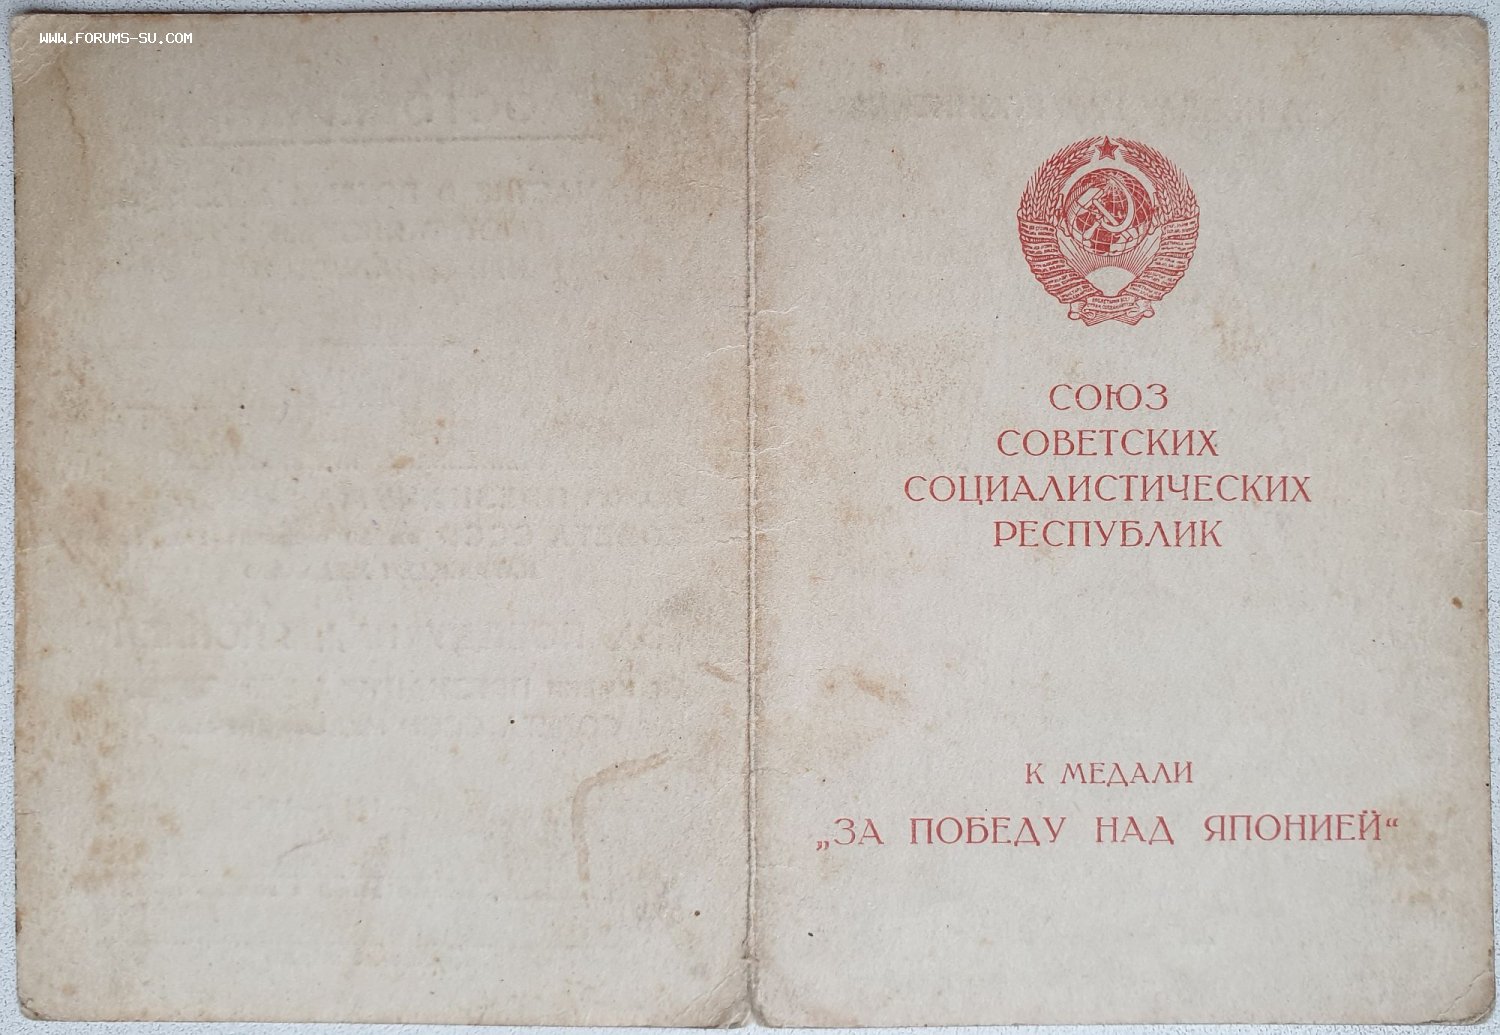 WWW.FORUMS-SU.COM
СОЮЗ
СОВЕТСКИХ
СОЦИАЛИСТИЧЕСКИХ
РЕСПУБЛИК
К МЕДАЛИ
„ЗА ПОБЕДУ НАД ЯПОНИЕЙ“